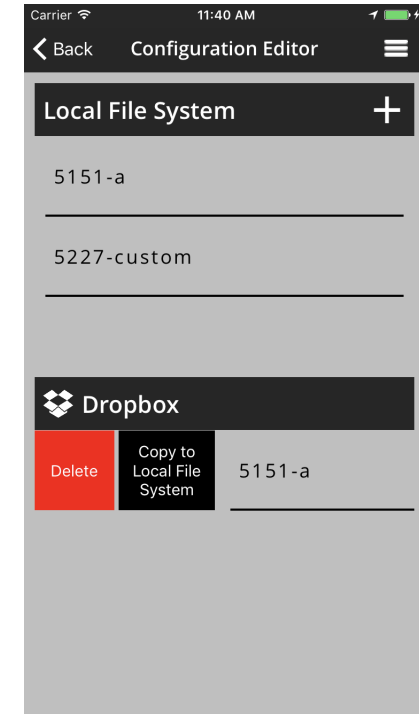 Carrier 11:40 AM
Back Configuration Editor
Local File System
5151-a
5227-custom
Dropbox
Delete
Copy to
Local File
System
5151-a